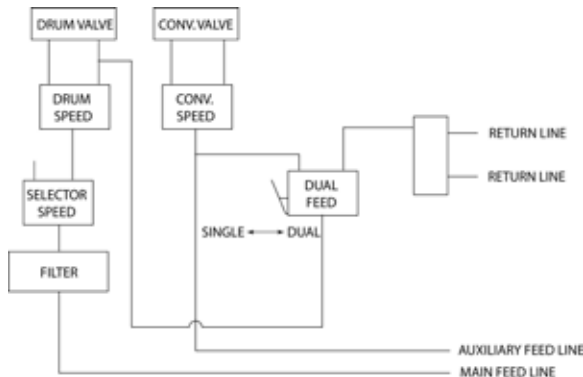 DRUM VALVE
CONV. VALVE
DRUM
SPEED
CONV.
SPEED
RETURN LINE
RETURN LINE
SELECTOR
SPEED
DUAL
FEED
SINGLE
DUAL
FILTER
AUXILIARY FEED LINE
MAIN FEED LINE